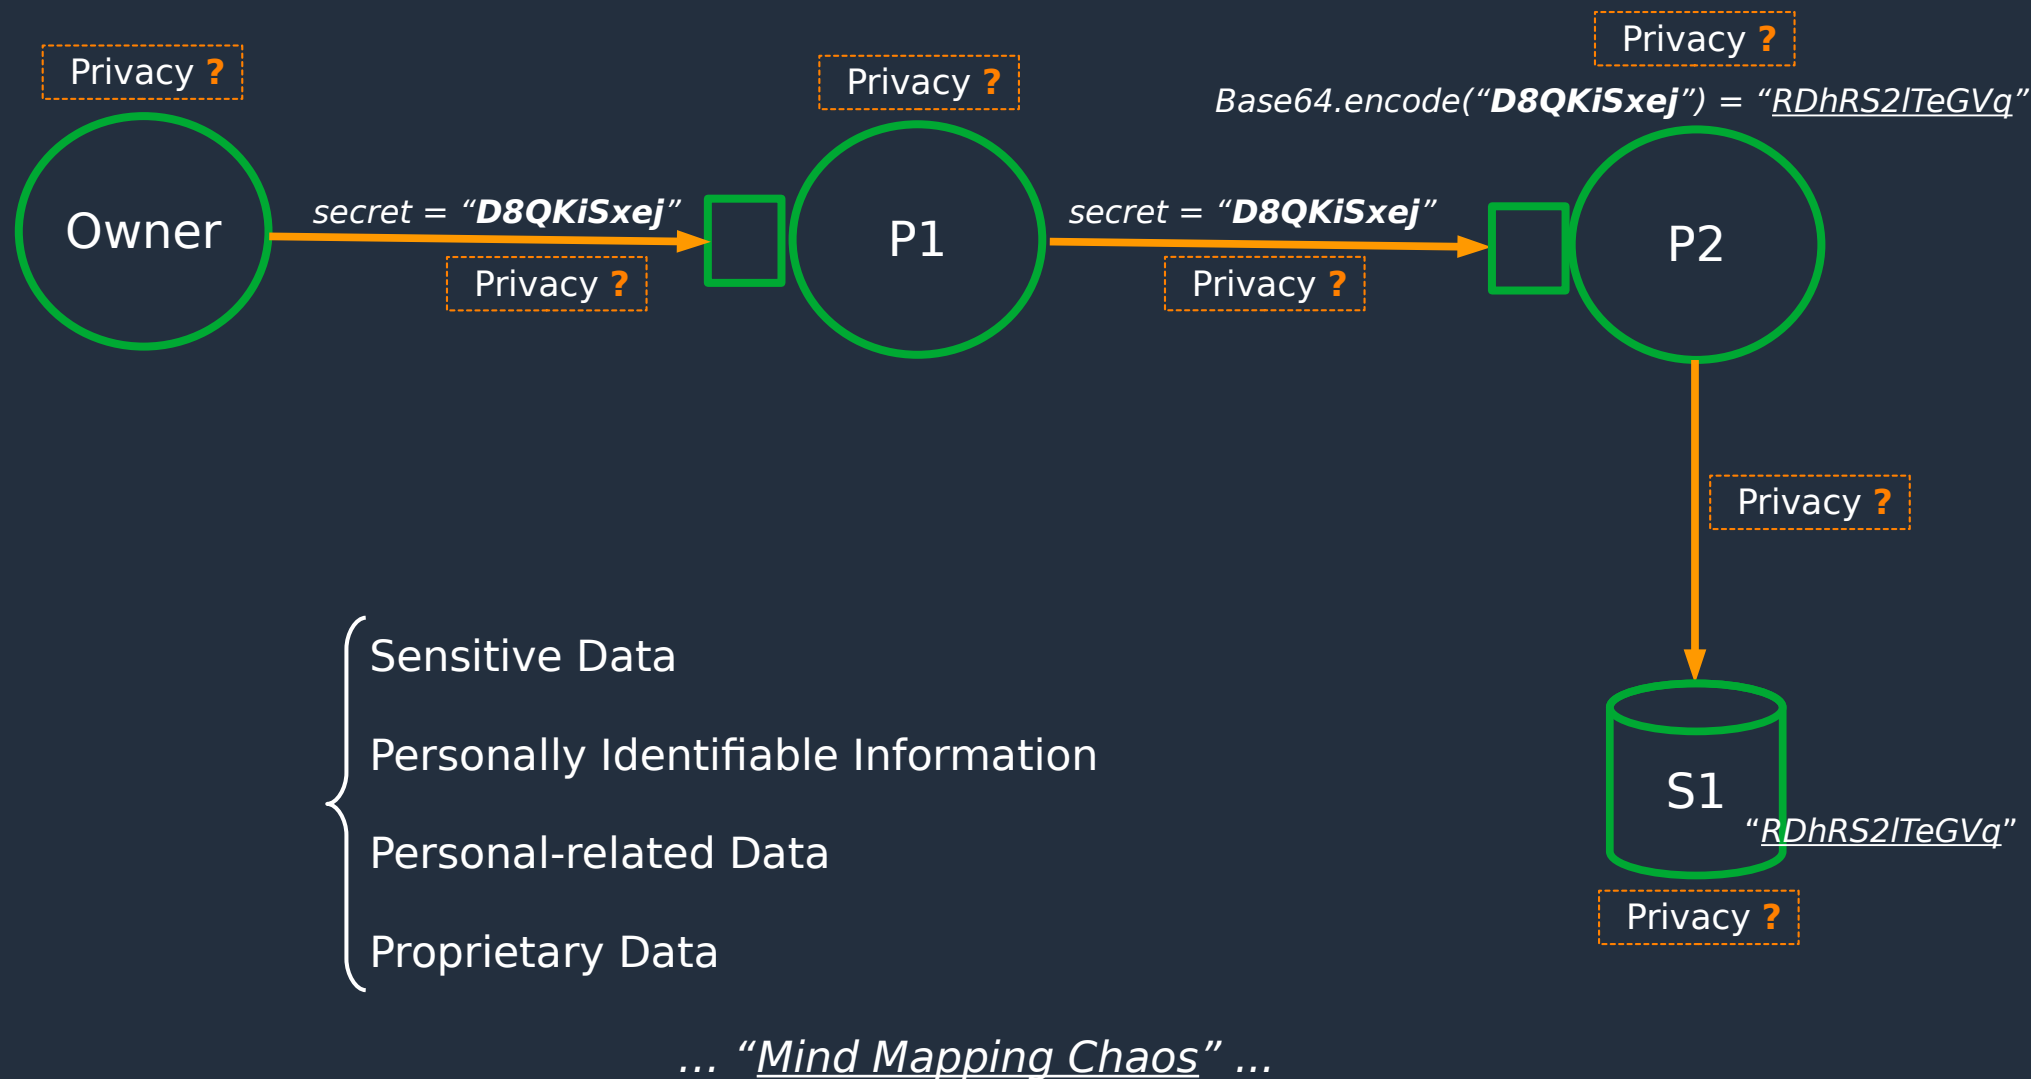 Privacy ?
Privacy ?
Privacy ?
Base64.encode(“D8QKiSxej”) = “RDhRS2lTeGVq”
Owner
secret = “D8QKiSxej”
Privacy ?
P1
secret = “D8QKiSxej”
Privacy ?
P2
Privacy ?
Sensitive Data
Personally Identifiable Information
Personal-related Data
Proprietary Data
S1
“RDhRS2lTeGVq”
Privacy ?
... “Mind Mapping Chaos” ...